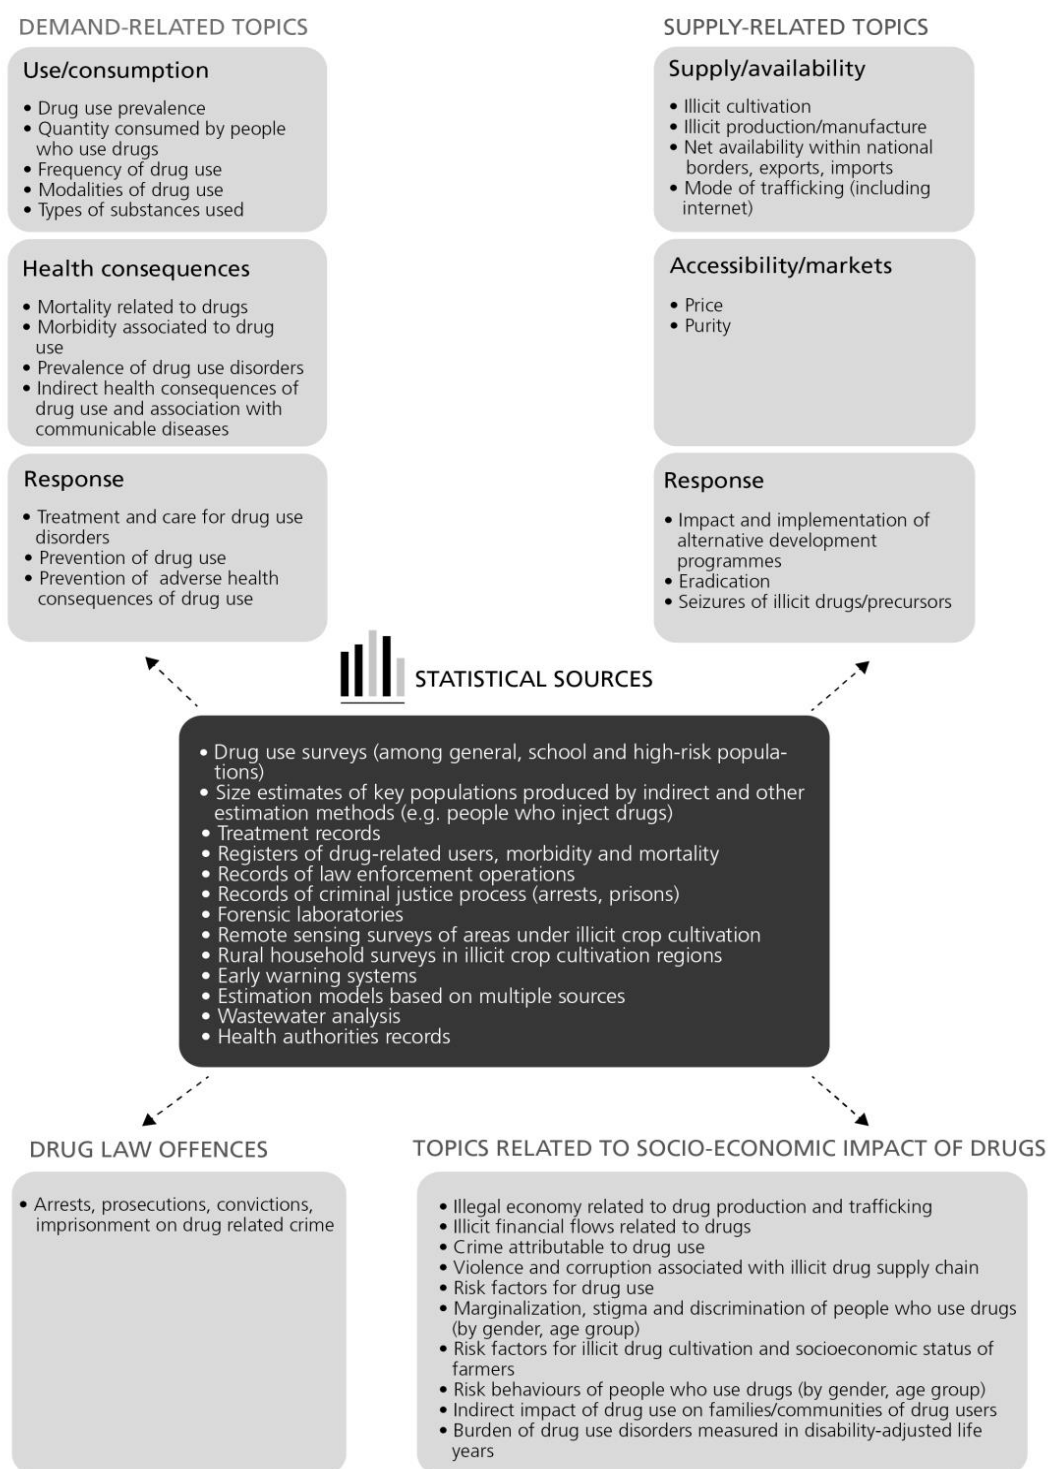 DEMAND-RELATED TOPICS
Use/consumption
• Drug use prevalence
• Quantity consumed by people
who use drugs
• Frequency of drug use
• Modalities of drug use
• Types of substances used
Health consequences
• Mortality related to drugs
• Morbidity associated to drug
use
• Prevalence of drug use disorders
• Indirect health consequences of
drug use and association with
communicable diseases
Response
• Treatment and care for drug use
disorders
• Prevention of drug use
• Prevention of adverse health
consequences of drug use
SUPPLY-RELATED TOPICS
Supply/availability
• Illicit cultivation
• Illicit production/manufacture
• Net availability within national
borders, exports, imports
• Mode of trafficking (including
internet)
Accessibility/markets
• Price
• Purity
Response
• Impact and implementation of
alternative development
programmes
• Eradication
• Seizures of illicit drugs/precursors
STATISTICAL SOURCES
• Drug use surveys (among general, school and high-risk popula-
tions)
• Size estimates of key populations produced by indirect and other
estimation methods (e.g. people who inject drugs)
• Treatment records
• Registers of drug-related users, morbidity and mortality
• Records of law enforcement operations
• Records of criminal justice process (arrests, prisons)
• Forensic laboratories
• Remote sensing surveys of areas under illicit crop cultivation
• Rural household surveys in illicit crop cultivation regions
• Early warning systems
• Estimation models based on multiple sources
• Wastewater analysis
• Health authorities records
DRUG LAW OFFENCES
• Arrests, prosecutions, convictions,
imprisonment on drug related crime
TOPICS RELATED TO SOCIO-ECONOMIC IMPACT OF DRUGS
• Illegal economy related to drug production and trafficking
• Illicit financial flows related to drugs
• Crime attributable to drug use
• Violence and corruption associated with illicit drug supply chain
• Risk factors for drug use
• Marginalization, stigma and discrimination of people who use drugs
(by gender, age group)
• Risk factors for illicit drug cultivation and socioeconomic status of
farmers
• Risk behaviours of people who use drugs (by gender, age group)
• Indirect impact of drug use on families/communities of drug users
• Burden of drug use disorders measured in disability-adjusted life
years